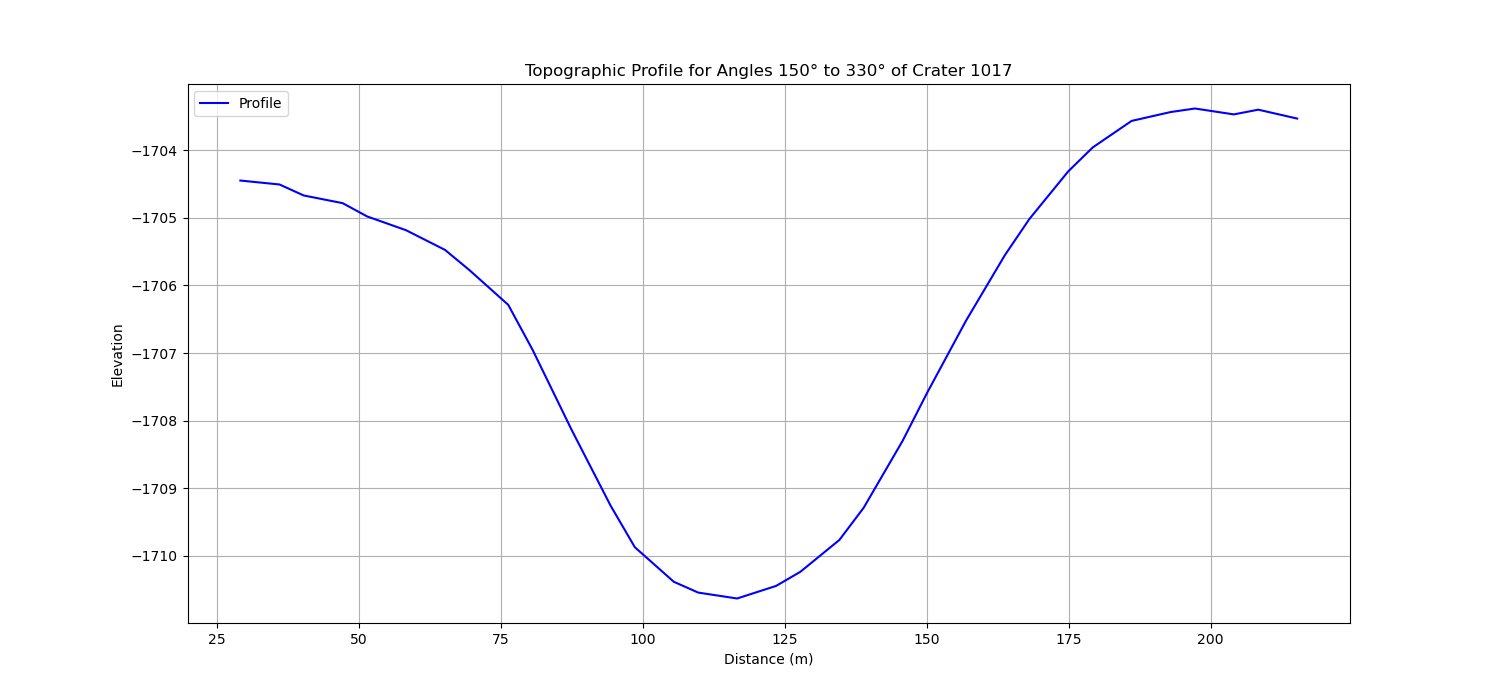 Topographic Profile for Angles 150° to 330° of Crater 1017
Profile
−1704
−1705
−1706
−1707
−1708
−1709
−1710
Elevation
25 50 75 100 125 150 175 200
Distance (m)